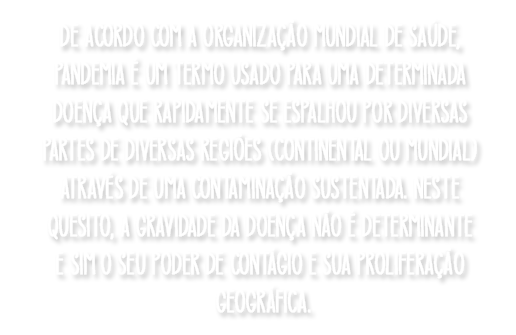 DE ACORDO COM A ORGANIZAÇÃO MUNDIAL DE SAÚDE,
PANDEMIA É UM TERMO USADO PARA UMA DETERMINADA
DOENÇA QUE RAPIDAMENTE SE ESPALHOU POR DIVERSAS
PARTES DE DIVERSAS REGIÕES (CONTINENTAL OU MUNDIAL)
ATRAVÉS DE UMA CONTAMINAÇÃO SUSTENTADA. NESTE
QUESITO, A GRAVIDADE DA DOENÇA NÃO É DETERMINANTE
E SIM O SEU PODER DE CONTÁGIO E SUA PROLIFERAÇÃO
GEOGRÁFICA.